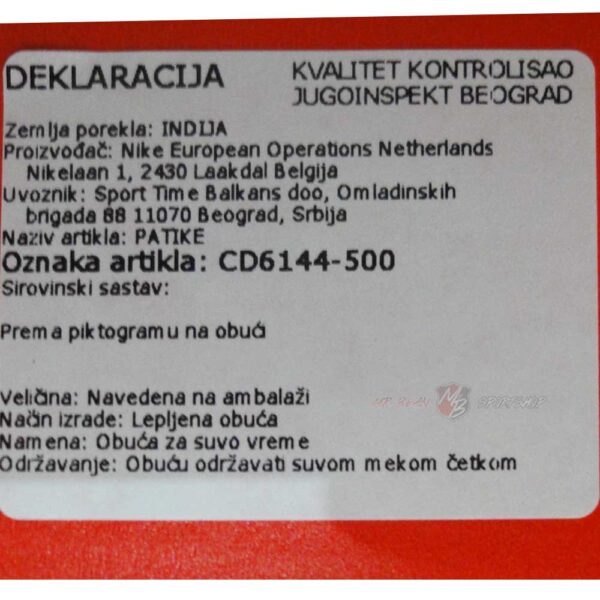 DEKLARACIJA
KVALITET KONTROLISAO
JUGOINSPEKT BEOGRAD
Zemlja porekla: INDIJA
Proizvođač: Nike European Operations Netherlands
Nikelaan 1, 2430 Laakdal Belgija
Uvoznik: Sport Time Balkans doo, Omladinskih
brigada 88 11070 Beograd, Srbija
Naziv artikla: PATIKE
Oznaka artikla: CD6144-500
Sirovinski sastav:
Prema piktogramu na obući
Veličina: Navedena na ambalaži
Način izrade: Lepljena obuća
Namena: Obuća za suvo vreme
Održavanje: Obuću održavati suvom mekom četkom
MB SPORTSHOP